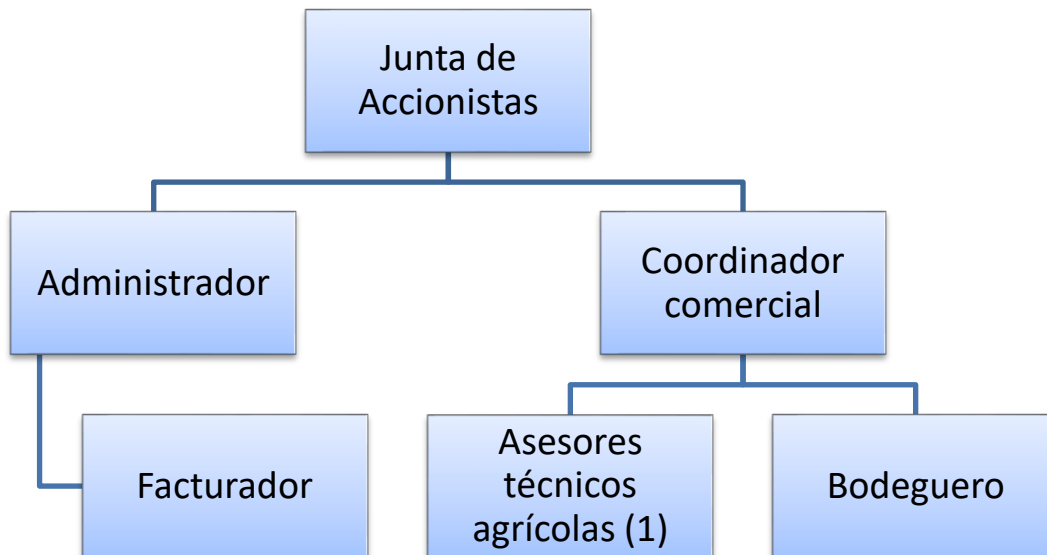 Junta de
Accionistas
Administrador
Coordinador
comercial
Facturador
Asesores
técnicos
agrícolas (1)
Bodeguero